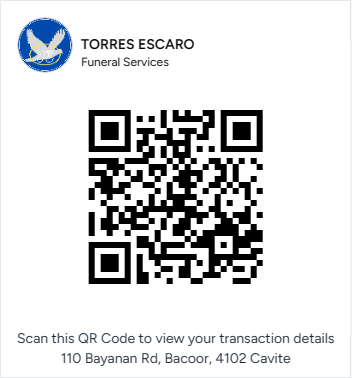 TORRES ESCARO
Funeral Services
Scan this QR Code to view your transaction details
110 Bayanan Rd, Bacoor, 4102 Cavite